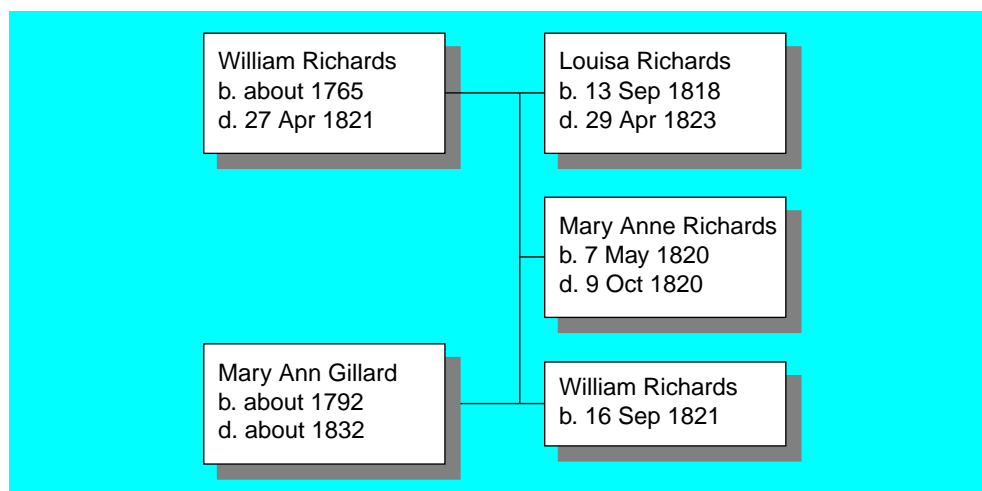 William Richards
b. about 1765
d. 27 Apr 1821
Louisa Richards
b. 13 Sep 1818
d. 29 Apr 1823
Mary Anne Richards
b. 7 May 1820
d. 9 Oct 1820
Mary Ann Gillard
b. about 1792
d. about 1832
William Richards
b. 16 Sep 1821